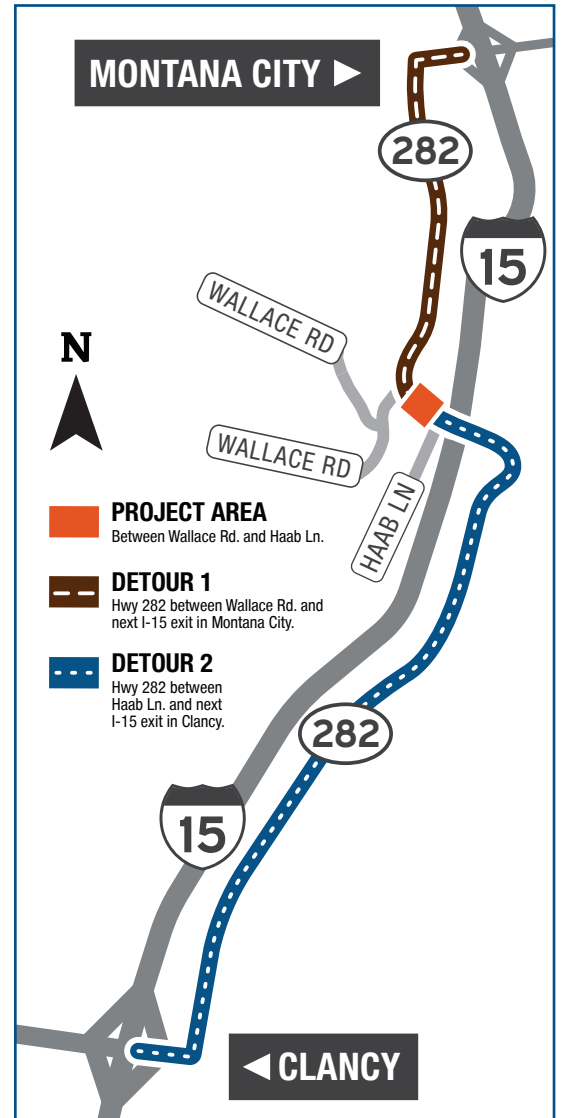 MONTANA CITY
282
15
WALLACE RD
N
WALLACE RD
HAAB LN
PROJECT AREA
Between Wallace Rd. and Haab Ln.
DETOUR 1
Hwy 282 between Wallace Rd. and
next I-15 exit in Montana City.
DETOUR 2
Hwy 282 between
Haab Ln. and next
I-15 exit in Clancy.
282
15
CLANCY